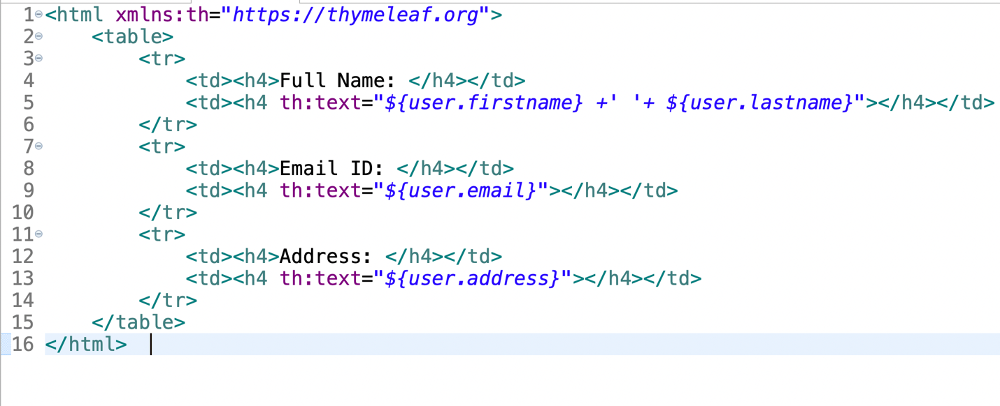 1 <html xmlns:th="https://thymeleaf.org">
2     <table>
3         <tr>
4             <td><h4>Full Name: </h4></td>
5             <td><h4 th:text="${user.firstname} +' '+ ${user.lastname}"></h4></td>
6         </tr>
7         <tr>
8             <td><h4>Email ID: </h4></td>
9             <td><h4 th:text="${user.email}"></h4></td>
10         </tr>
11         <tr>
12             <td><h4>Address: </h4></td>
13             <td><h4 th:text="${user.address}"></h4></td>
14         </tr>
15     </table>
16 </html>